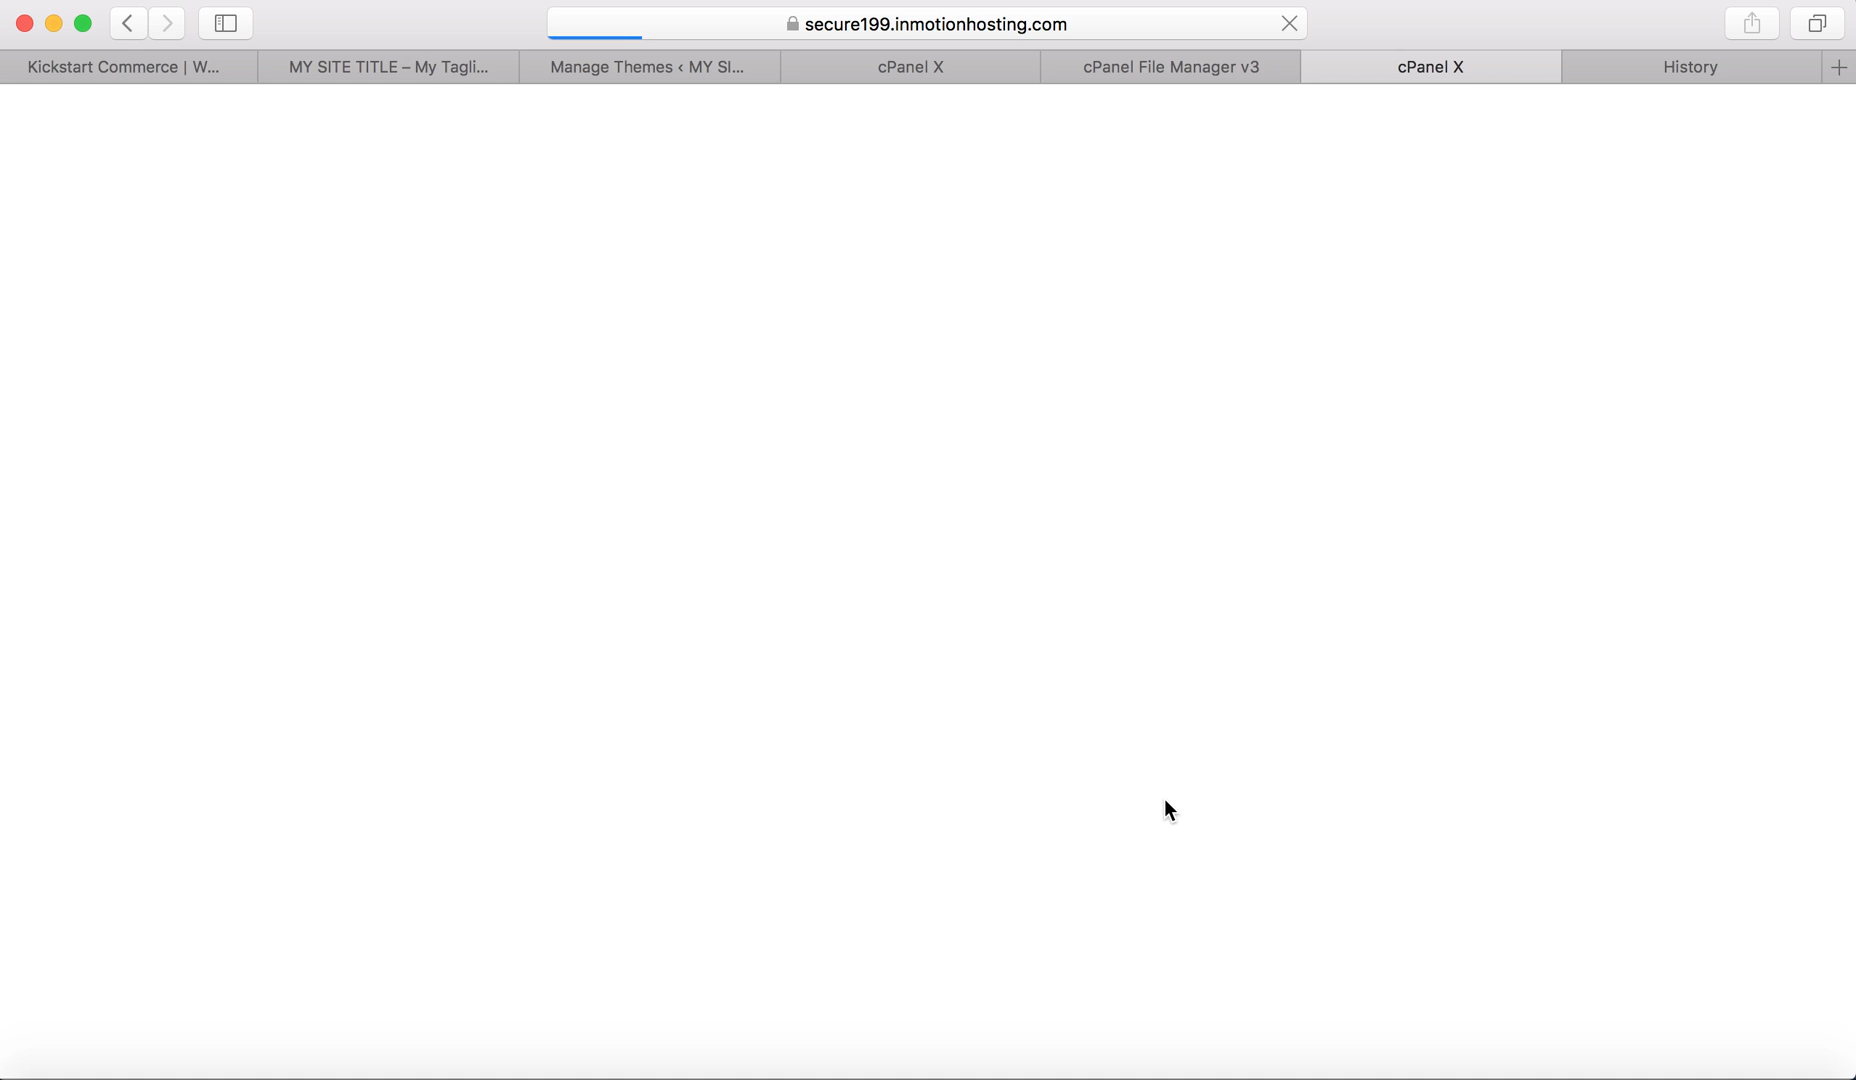 secure199.inmotionhosting.com
Kickstart Commerce | W...
MY SITE TITLE – My Tagli...
Manage Themes ‹ MY SI...
cPanel X
cPanel File Manager v3
cPanel X
History